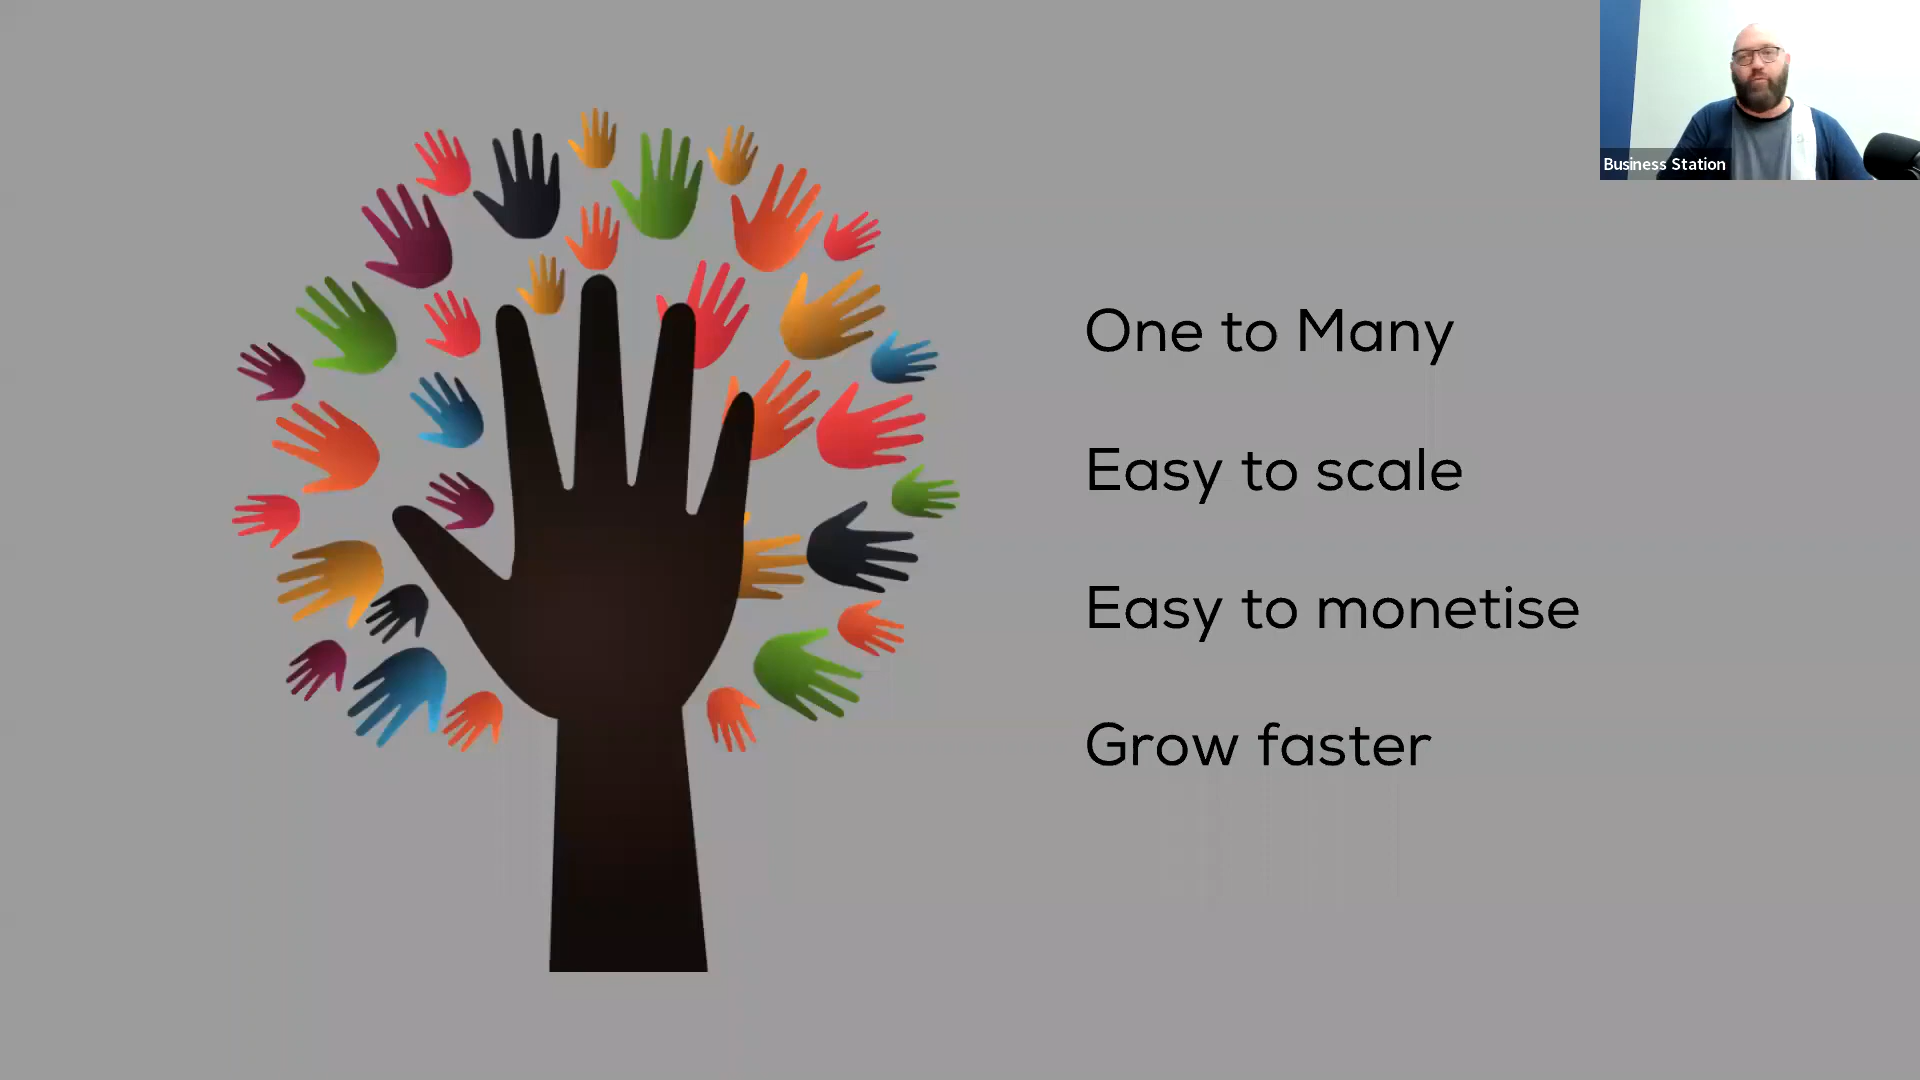 Business Station
One to Many
Easy to scale
Easy to monetise
Grow faster